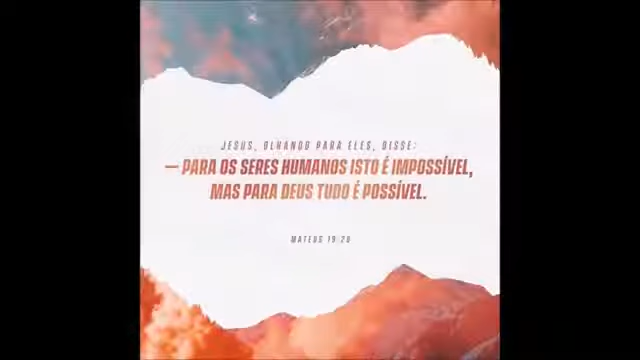 JESUS, OLHANDO PARA ELES, DISSE:
— PARA OS SERES HUMANOS ISTO É IMPOSSÍVEL,
MAS PARA DEUS TUDO É POSSÍVEL.
MATEUS 19:26